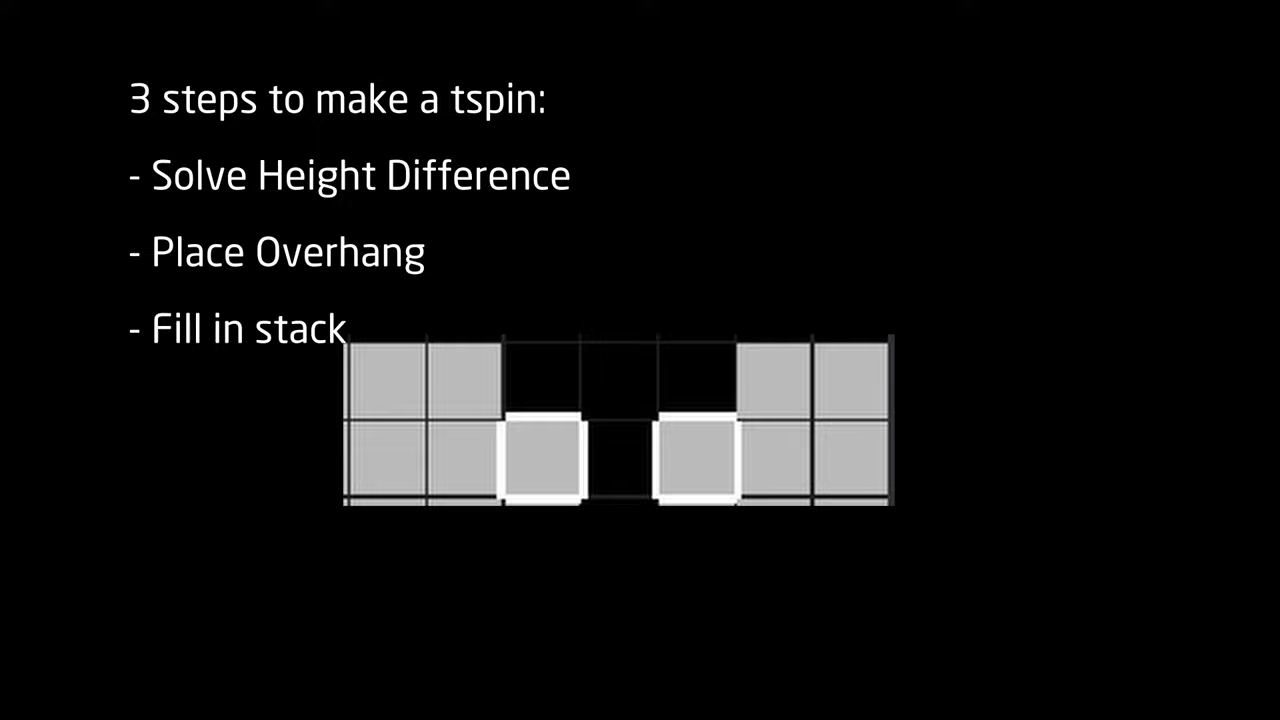 3 steps to make a tspin:
- Solve Height Difference
- Place Overhang
- Fill in stack